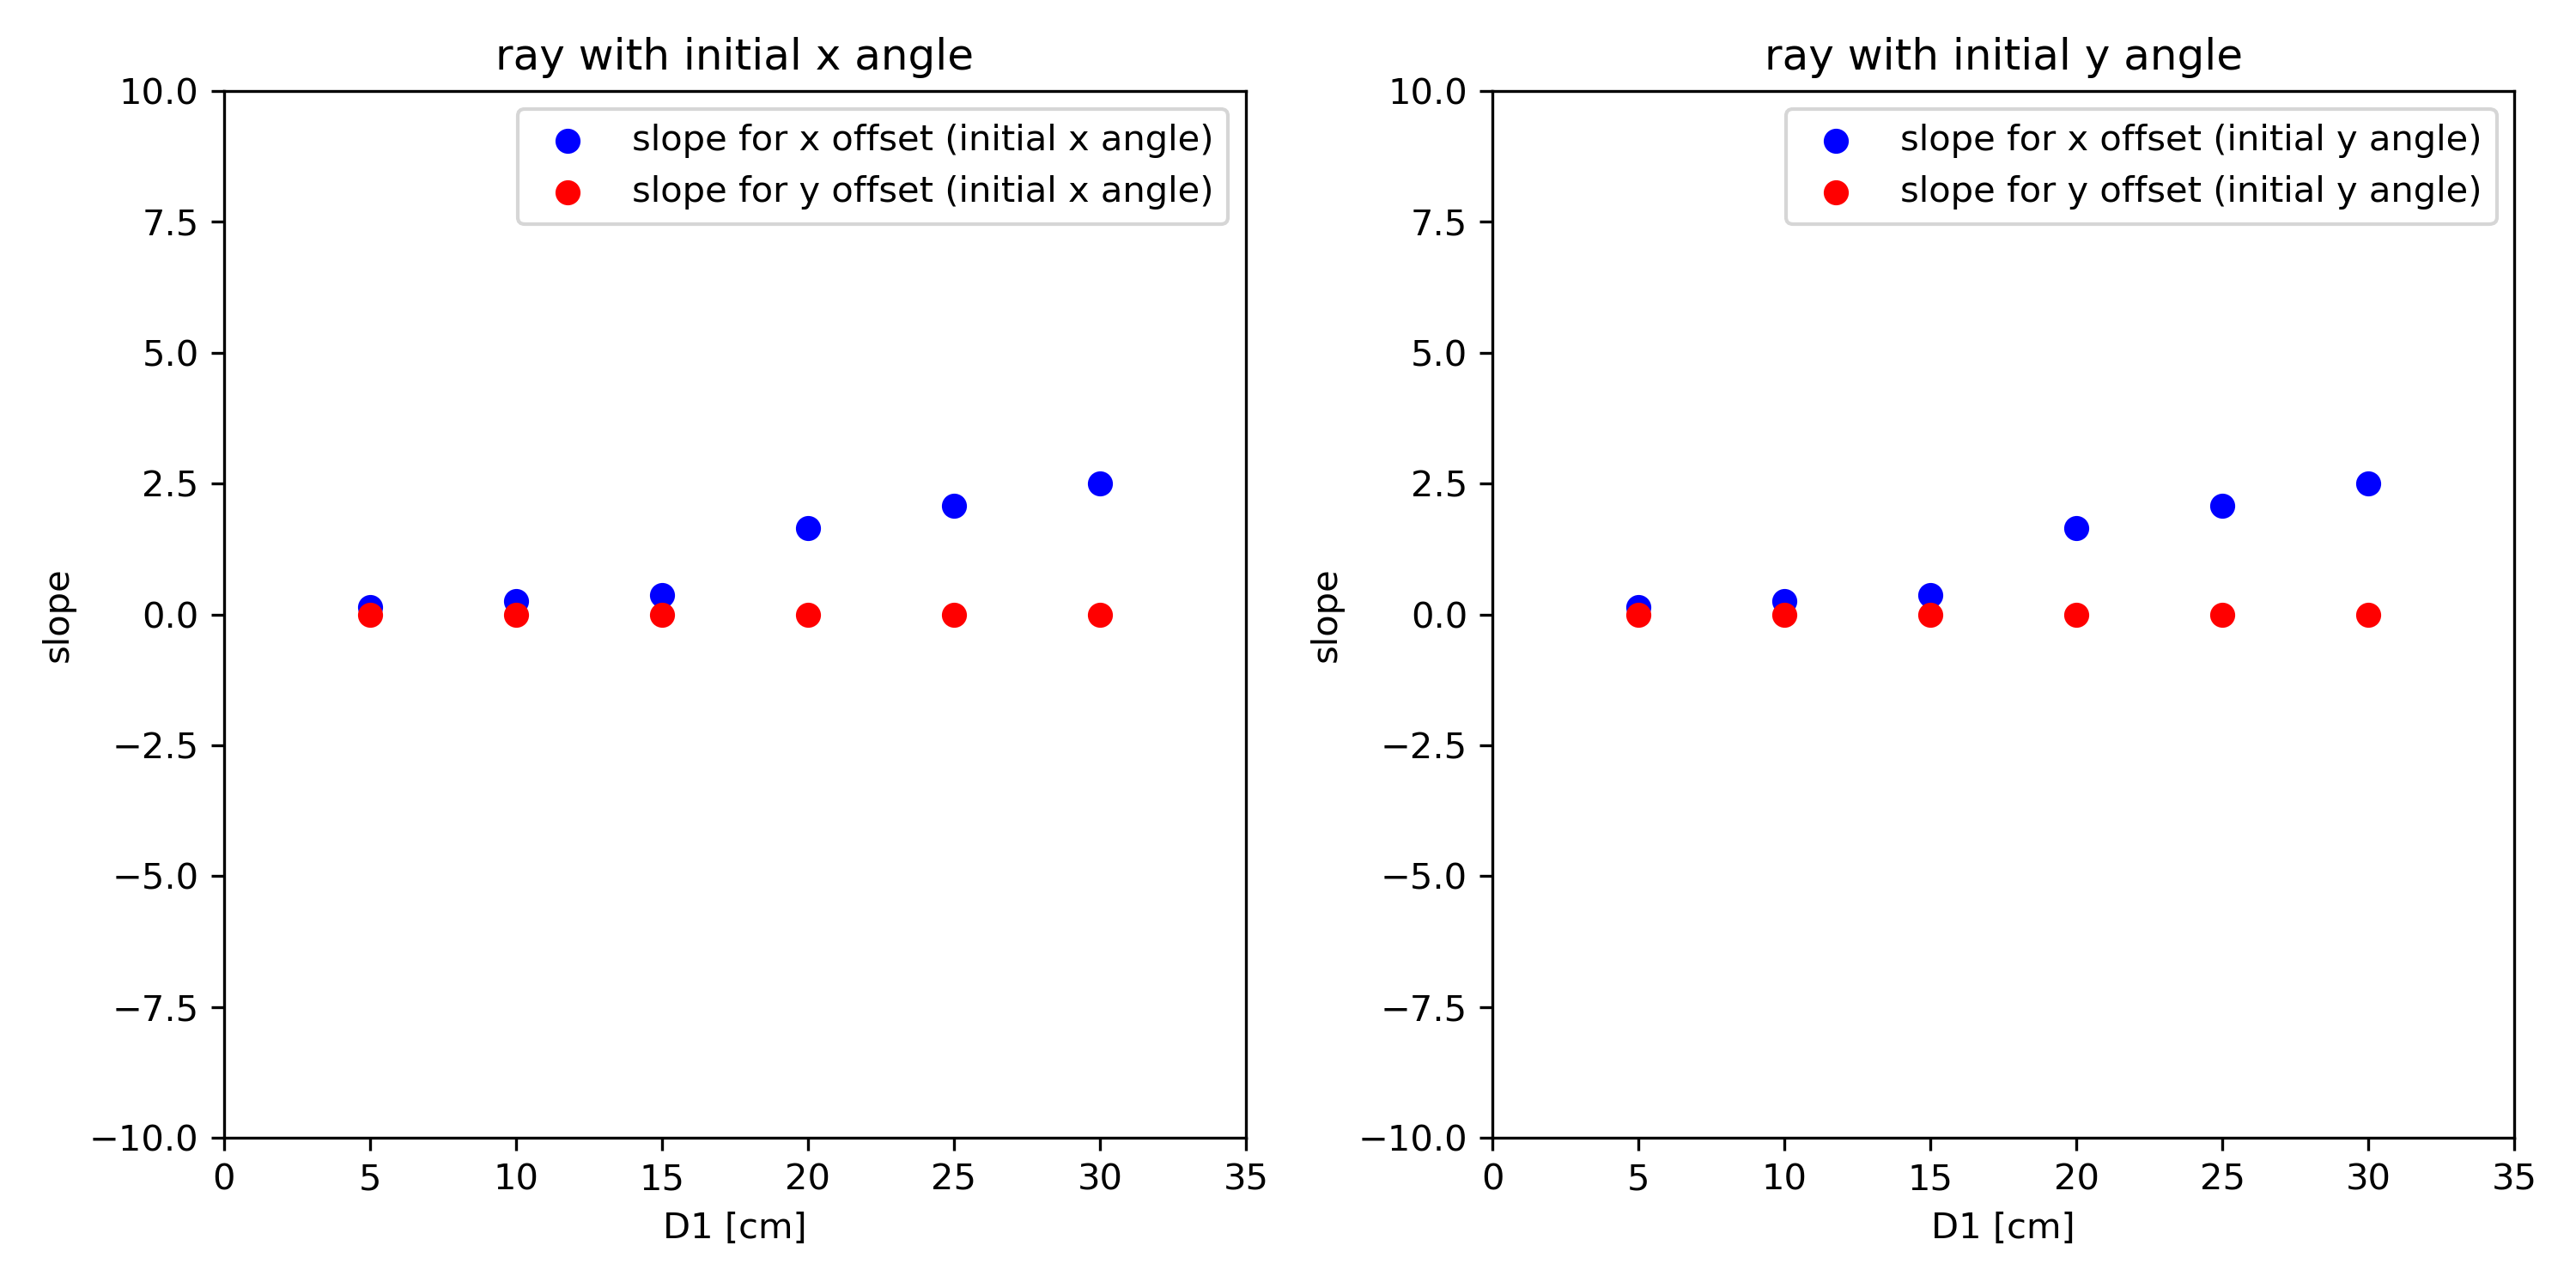 ray with initial x angle
slope for x offset (initial x angle)
slope for y offset (initial x angle)
10.0
7.5
5.0
2.5
0.0
−2.5
−5.0
−7.5
−10.0
slope
0 5 10 15 20 25 30 35
D1 [cm]
ray with initial y angle
slope for x offset (initial y angle)
slope for y offset (initial y angle)
10.0
7.5
5.0
2.5
0.0
−2.5
−5.0
−7.5
−10.0
slope
0 5 10 15 20 25 30 35
D1 [cm]